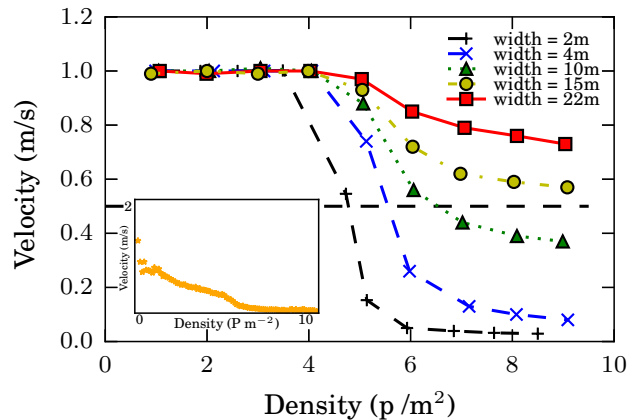 1.2
1.0
0.8
0.6
0.4
0.2
0.0
Velocity (m/s)
0
2
4
6
8
10
Density (p /m²)
width = 2m
width = 4m
width = 10m
width = 15m
width = 22m
2
Velocity (m/s)
0
10
Density (P m⁻²)